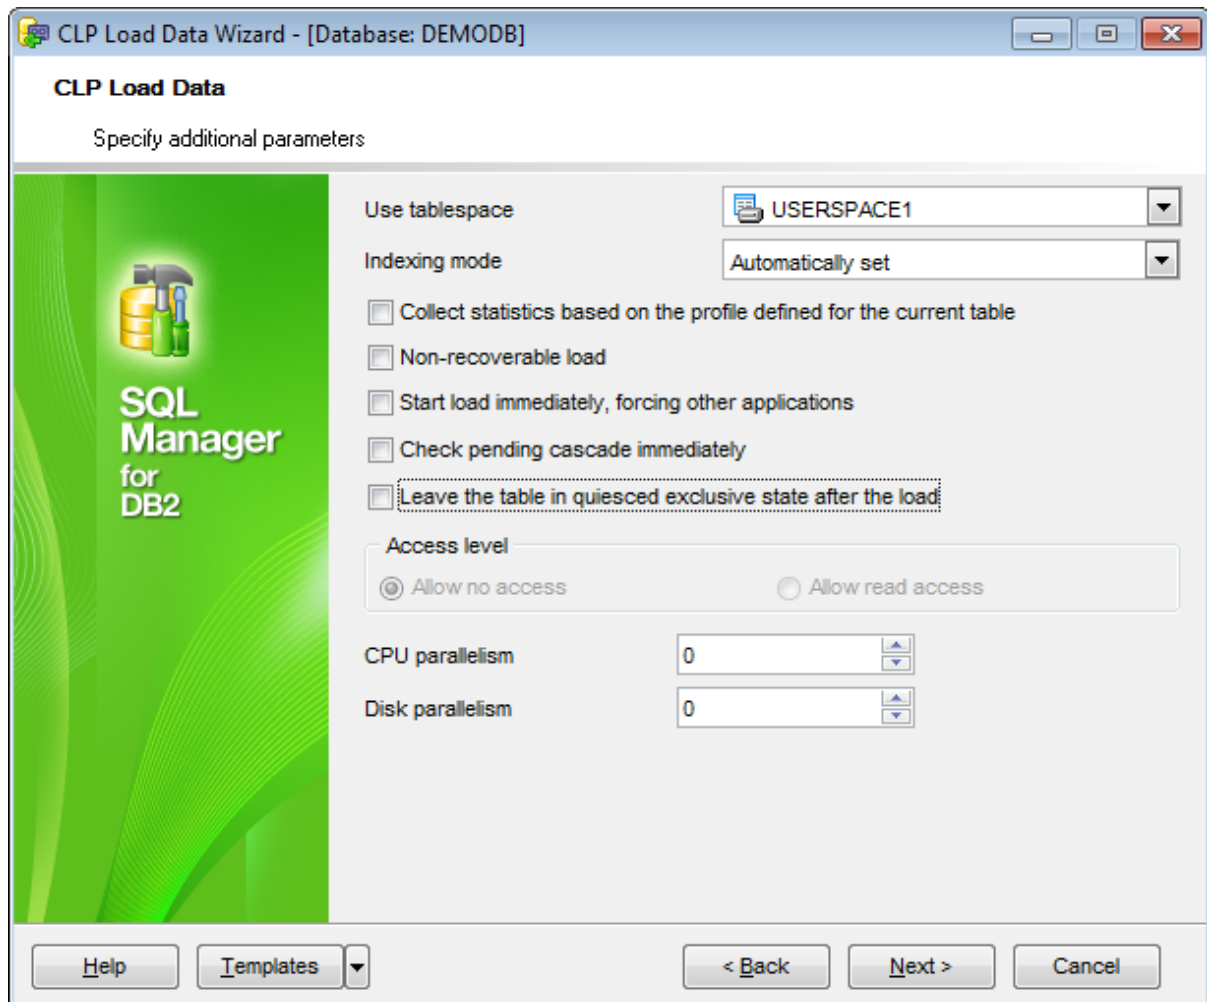 CLP Load Data Wizard - [Database: DEMODB]
CLP Load Data
Specify additional parameters
SQL
Manager
for
DB2
Use tablespace USERSPACE1
Indexing mode Automatically set
Collect statistics based on the profile defined for the current table
Non-recoverable load
Start load immediately, forcing other applications
Check pending cascade immediately
Leave the table in quiesced exclusive state after the load
Access level
Allow no access Allow read access
CPU parallelism 0
Disk parallelism 0
Help Templates < Back Next > Cancel